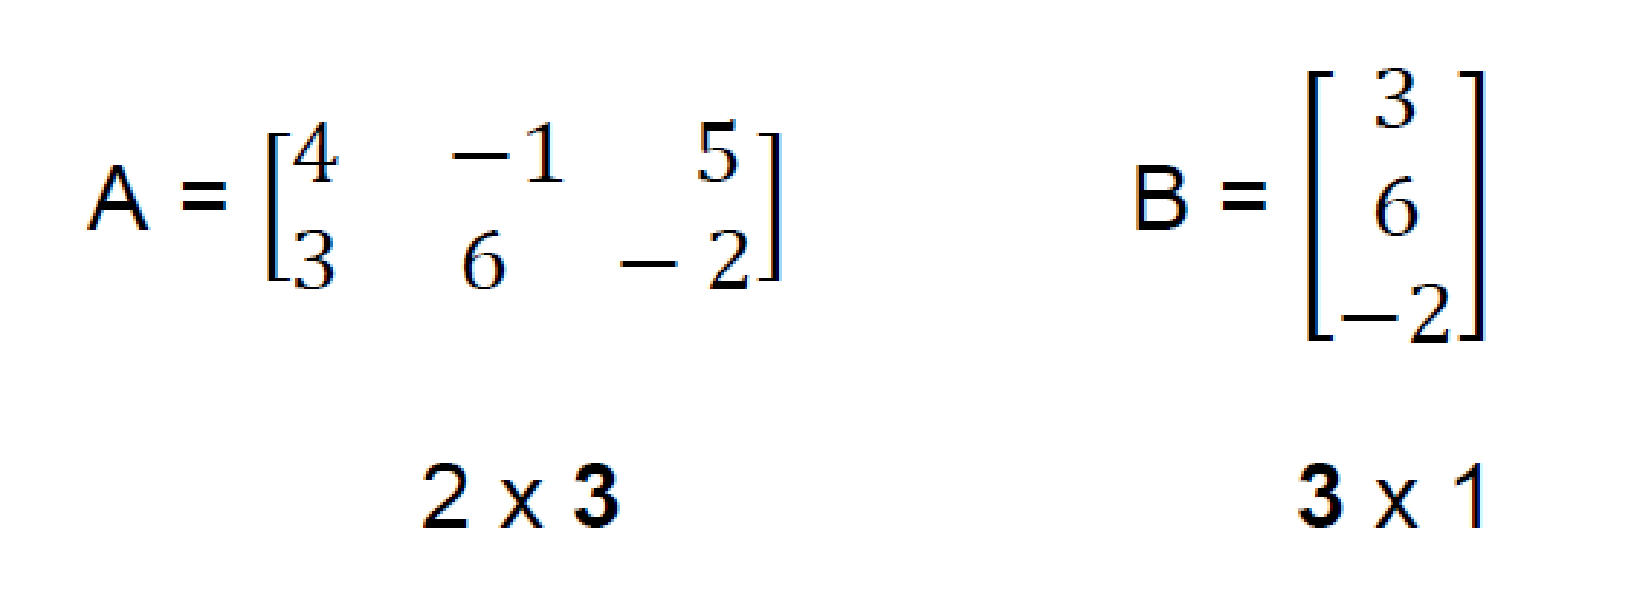 A = [4 −1 5
3 6 − 2]
B = [3
6
−2]
2 x 3
3 x 1